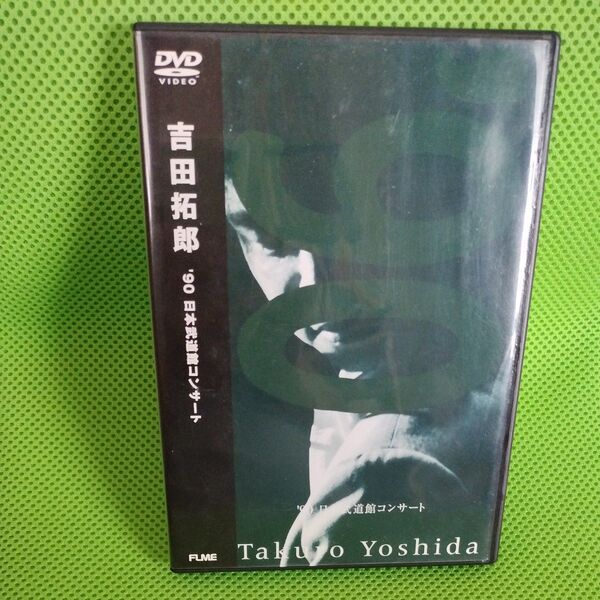 DVD
VIDEO
吉田拓郎
'90 日本武道館コンサート
90
'90 日本武道館コンサート
Takuro Yoshida
FLME